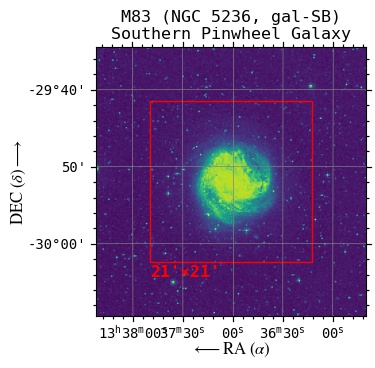 M83 (NGC 5236, gal-SB)
Southern Pinwheel Galaxy
-29°40'
50'
-30°00'
DEC (δ) ⟶
21'×21'
13ʰ38ᵐ00ˢ 37ᵐ30ˢ 00ˢ 36ᵐ30ˢ 00ˢ
⟵ RA (α)